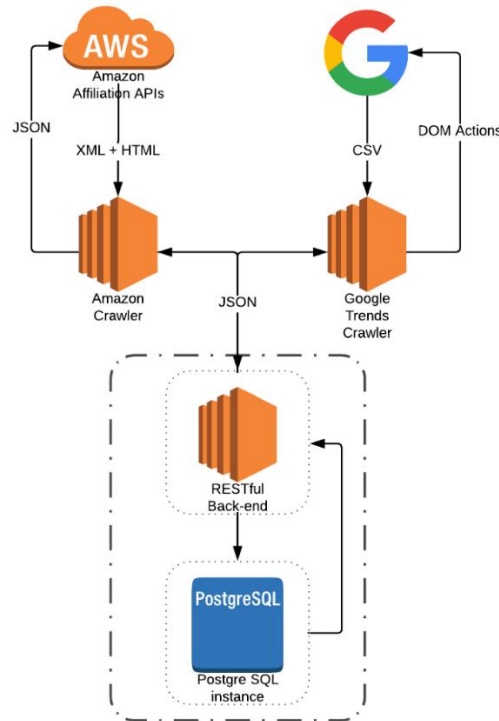 AWS
Amazon
Affiliation APIs
JSON
XML + HTML
CSV
DOM Actions
Amazon
Crawler
JSON
Google
Trends
Crawler
RESTful
Back-end
PostgreSQL
Postgre SQL
instance